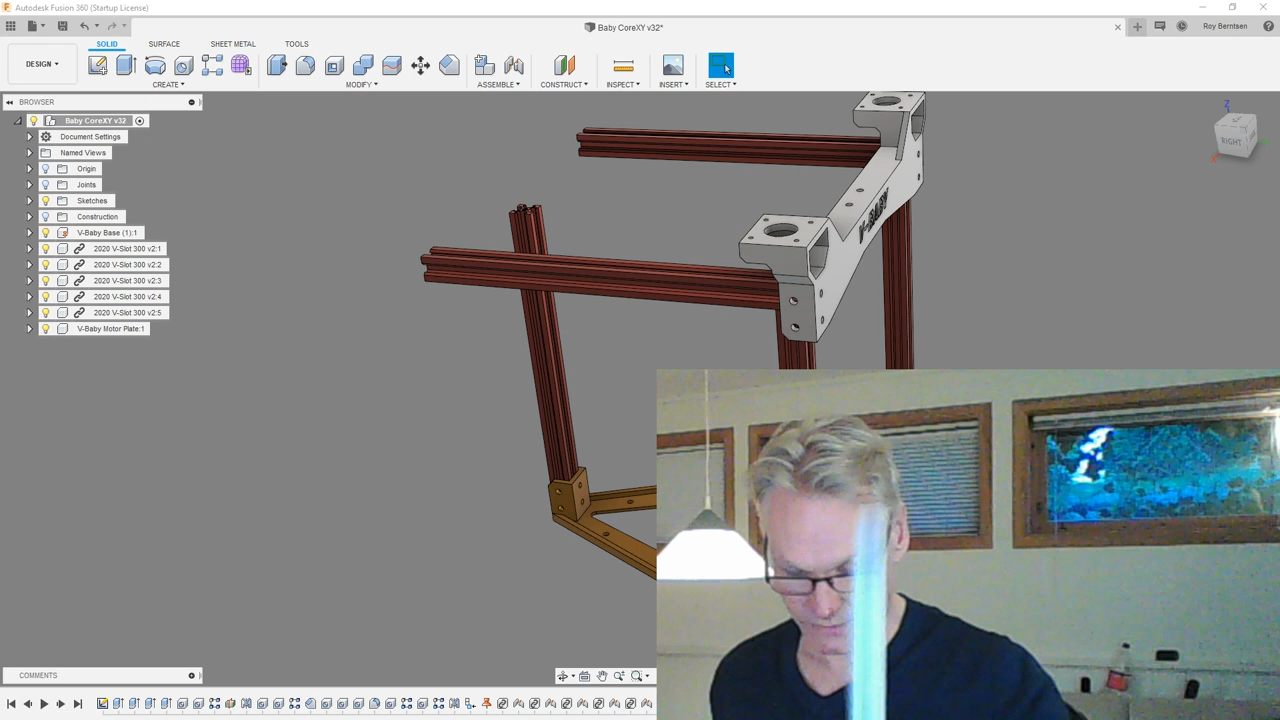 Autodesk Fusion 360 (Startup License)
Baby CoreXY v32*
Roy Berntsen
SOLID SURFACE SHEET METAL TOOLS
DESIGN
CREATE MODIFY ASSEMBLE CONSTRUCT INSPECT INSERT SELECT
BROWSER
Baby CoreXY v32
Document Settings
Named Views
Origin
Joints
Sketches
Construction
V-Baby Base (1):1
2020 V-Slot 300 v2:1
2020 V-Slot 300 v2:2
2020 V-Slot 300 v2:3
2020 V-Slot 300 v2:4
2020 V-Slot 300 v2:5
V-Baby Motor Plate:1
Z
RIGHT
X
V-BABY
COMMENTS